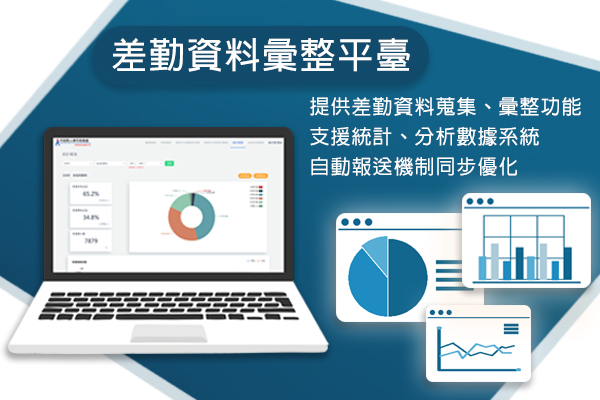 差勤資料彙整平臺
提供差勤資料蒐集、彙整功能
支援統計、分析數據系統
自動報送機制同步優化
65.2%
34.8%
7879